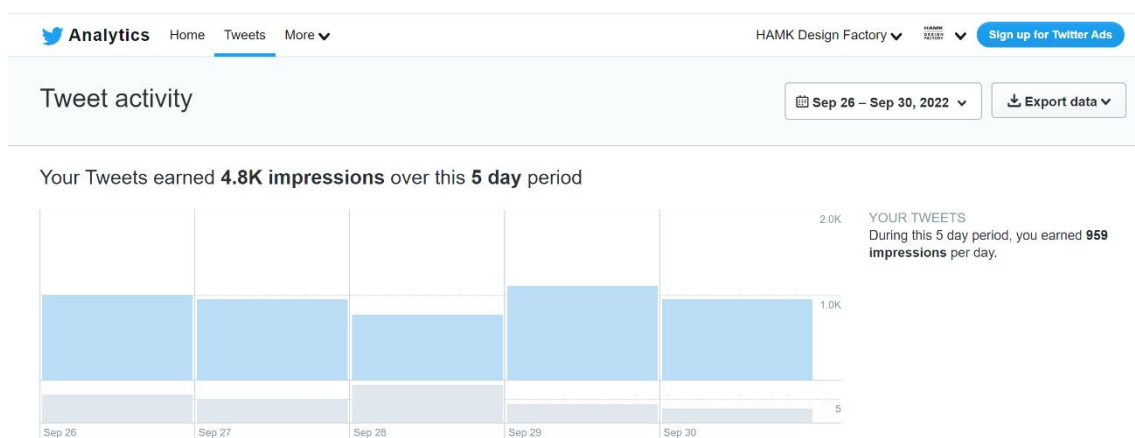 Analytics Home Tweets More HAMK Design Factory HAMK DESIGN FACTORY Sign up for Twitter Ads
Tweet activity Sep 26 – Sep 30, 2022 Export data
Your Tweets earned 4.8K impressions over this 5 day period
2.0K
YOUR TWEETS
During this 5 day period, you earned 959
impressions per day.
1.0K
5
Sep 26 Sep 27 Sep 28 Sep 29 Sep 30